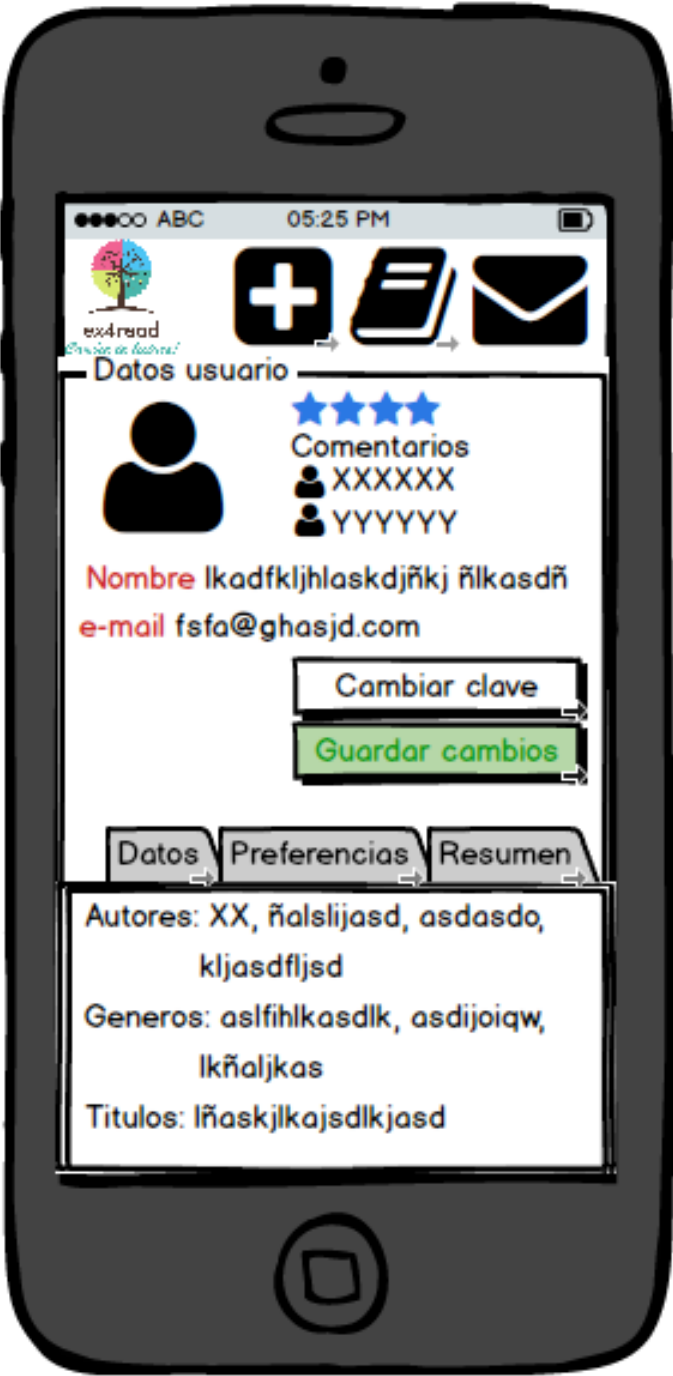 ABC 05:25 PM
ex4read
Datos usuario
Comentarios
XXXXXX
YYYYYY
Nombre lkadfkljhlaskdjñkj ñlkasdñ
e-mail fsfa@ghasjd.com
Cambiar clave
Guardar cambios
Datos Preferencias Resumen
Autores: XX, ñalslijasd, asdasdo,
kljasdfljsd
Generos: aslfihlkasdlk, asdijoiqw,
lkñaljkas
Titulos: lñaskjlkajsdlkjasd